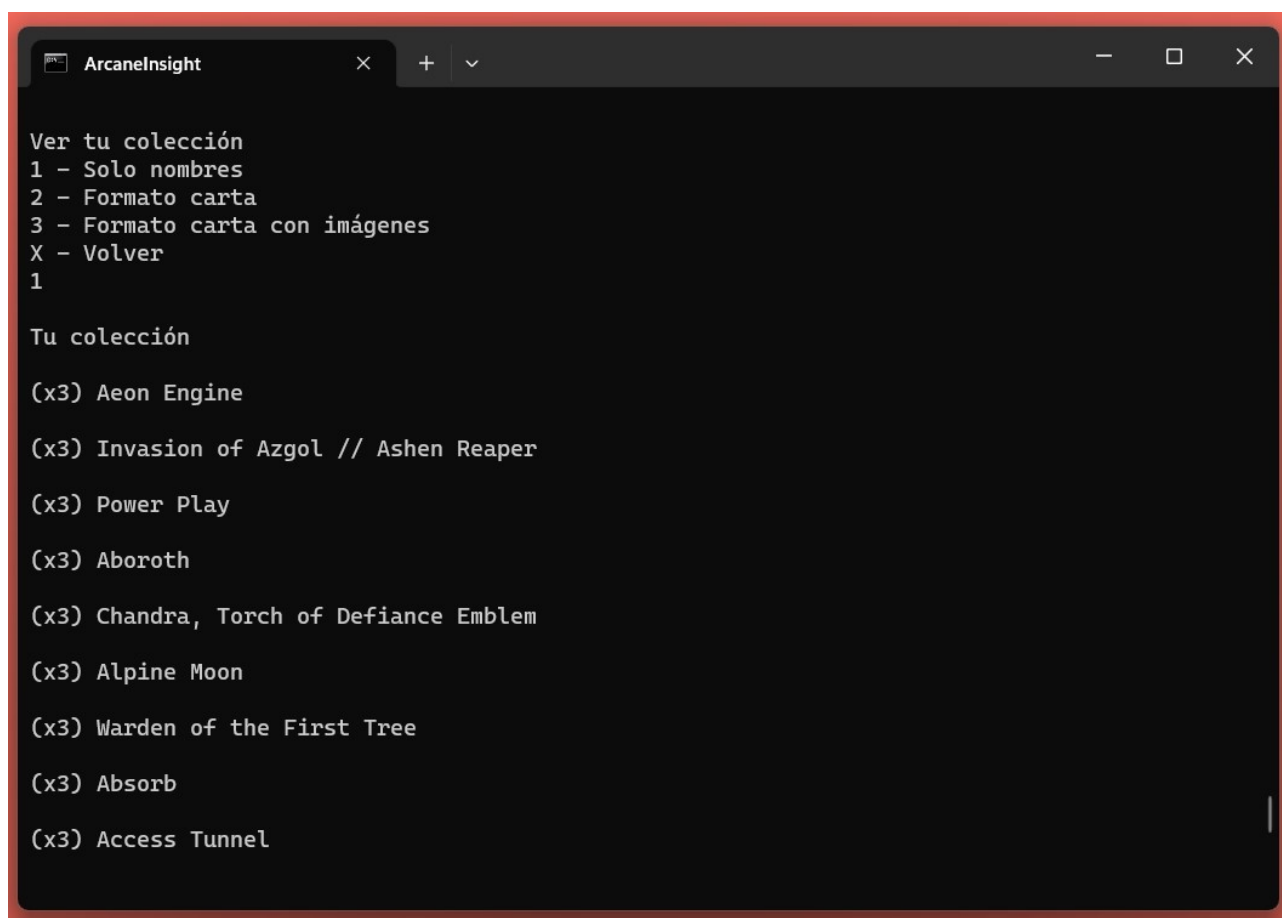 ArcaneInsight
Ver tu colección
1 - Solo nombres
2 - Formato carta
3 - Formato carta con imágenes
X - Volver
1
Tu colección
(x3) Aeon Engine
(x3) Invasion of Azgol // Ashen Reaper
(x3) Power Play
(x3) Aboroth
(x3) Chandra, Torch of Defiance Emblem
(x3) Alpine Moon
(x3) Warden of the First Tree
(x3) Absorb
(x3) Access Tunnel